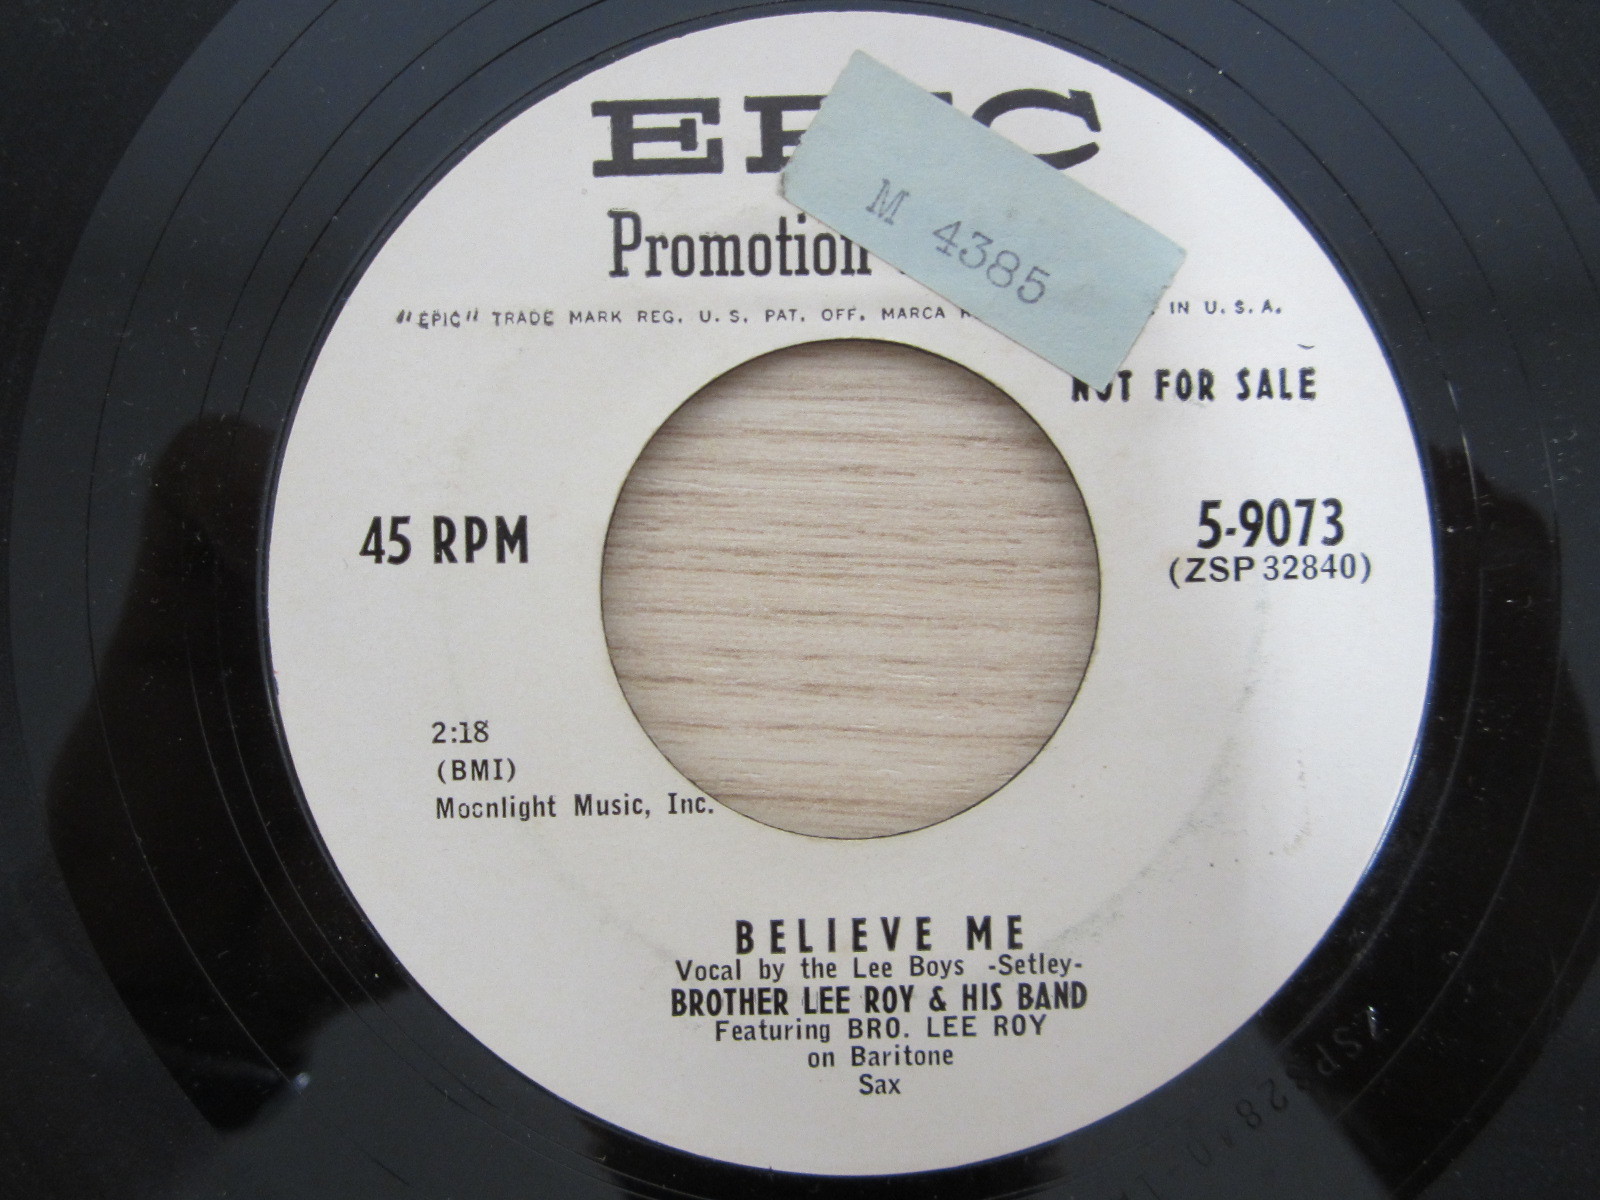 EPIC
M 4385
Promotion
"EPIC" TRADE MARK REG. U. S. PAT. OFF. MARCA IN U. S. A.
NOT FOR SALE
45 RPM
5-9073
(ZSP 32840)
2:18
(BMI)
Moonlight Music, Inc.
BELIEVE ME
Vocal by the Lee Boys -Setley-
BROTHER LEE ROY & HIS BAND
Featuring BRO. LEE ROY
on Baritone
Sax